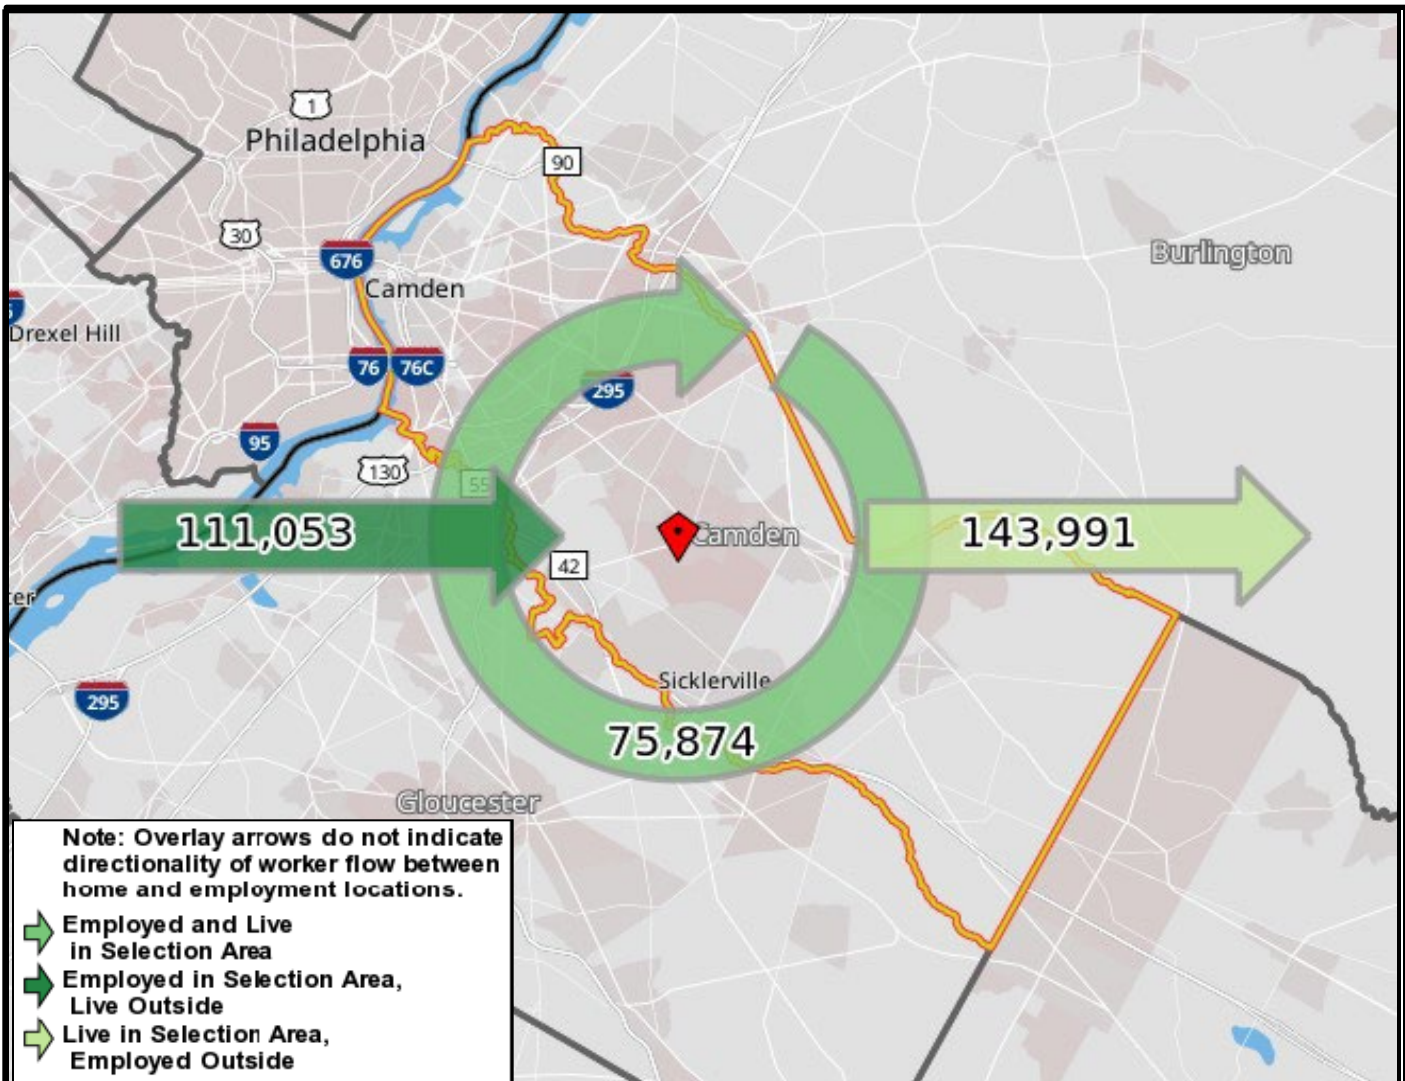 1
Philadelphia
90
30
Burlington
676
Camden
Drexel Hill
76
76C
295
95
130
55
111,053
Camden
143,991
42
ter
Sicklerville
295
75,874
Gloucester
Note: Overlay arrows do not indicate
directionality of worker flow between
home and employment locations.
Employed and Live
in Selection Area
Employed in Selection Area,
Live Outside
Live in Selection Area,
Employed Outside